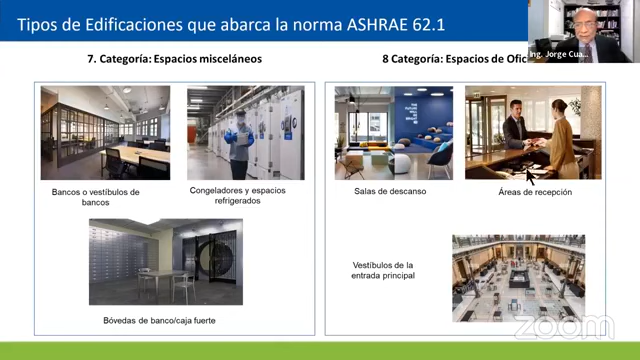 Tipos de Edificaciones que abarca la norma ASHRAE 62.1
7. Categoría: Espacios misceláneos
8 Categoría: Espacios de Ofic
Ing. Jorge Cua...
Bancos o vestíbulos de
bancos
Congeladores y espacios
refrigerados
Bóvedas de banco/caja fuerte
Salas de descanso
Áreas de recepción
Vestíbulos de la
entrada principal
zoom